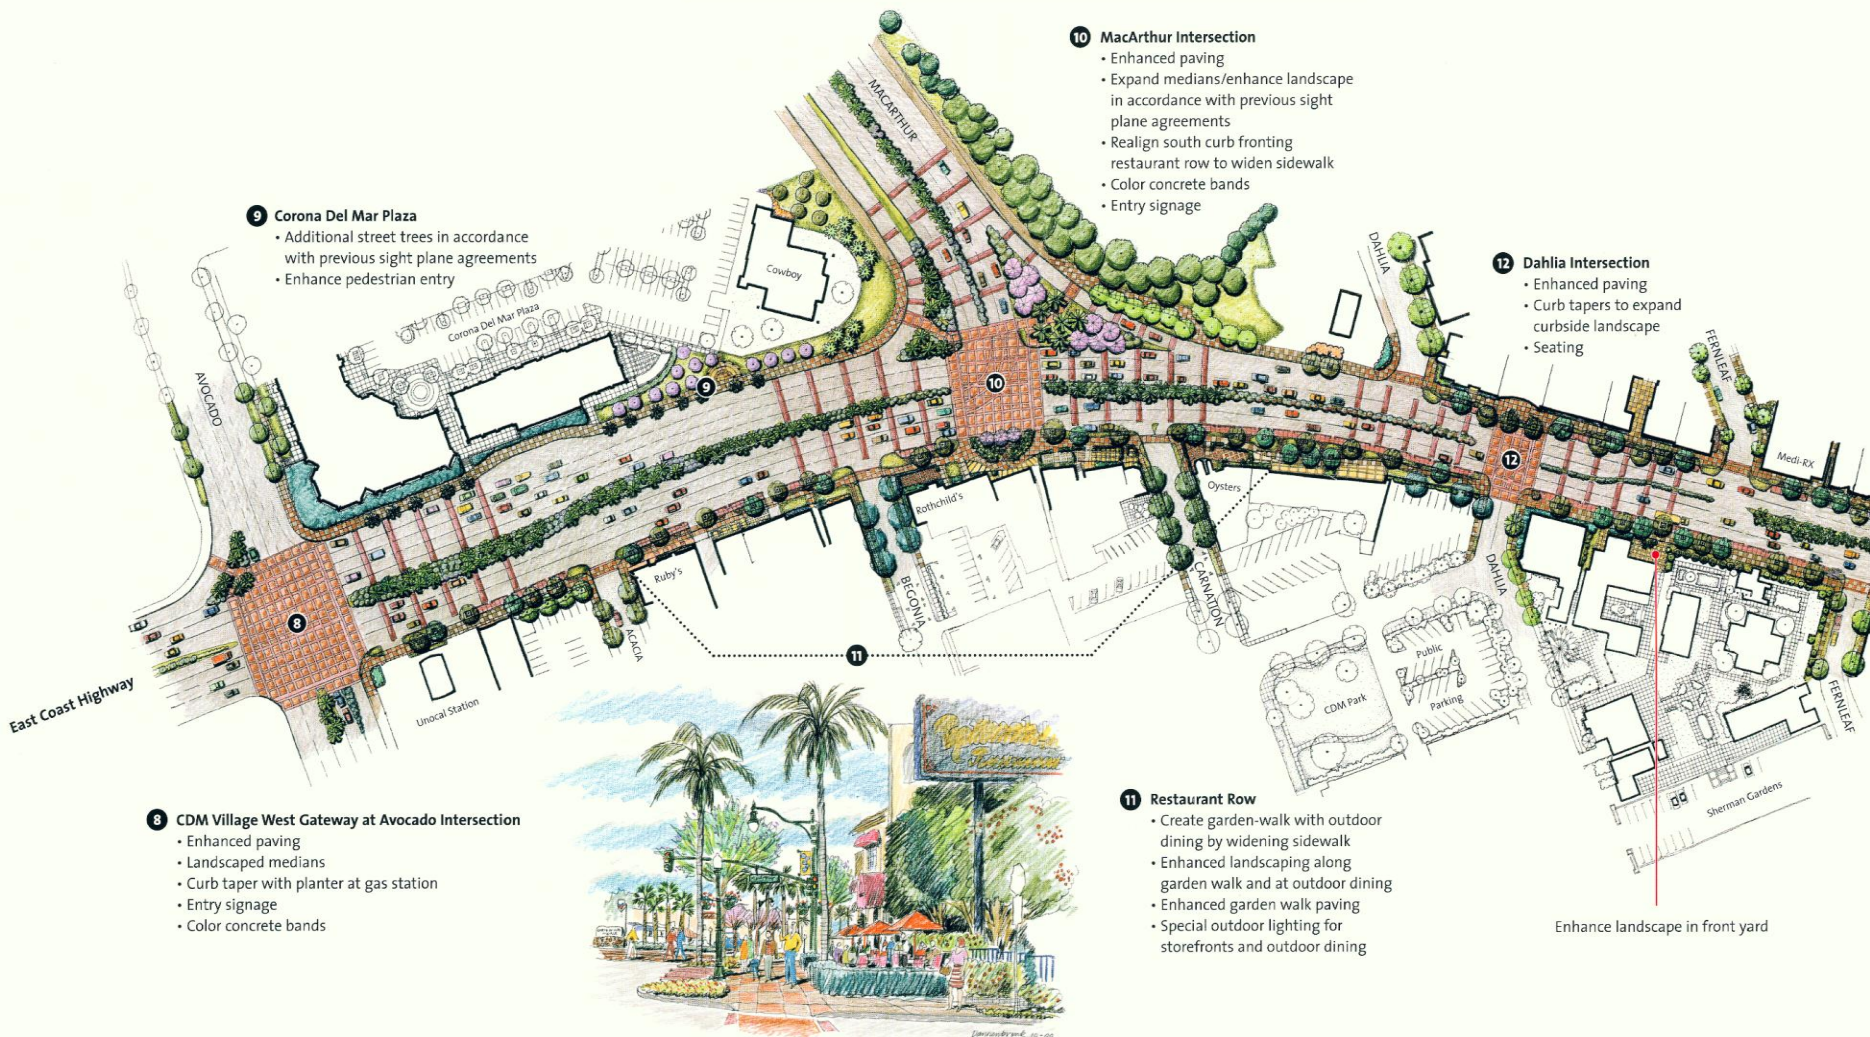 10 MacArthur Intersection
• Enhanced paving
• Expand medians/enhance landscape
in accordance with previous sight
plane agreements
• Realign south curb fronting
restaurant row to widen sidewalk
• Color concrete bands
• Entry signage
MACARTHUR
9 Corona Del Mar Plaza
• Additional street trees in accordance
with previous sight plane agreements
• Enhance pedestrian entry
12 Dahlia Intersection
• Enhanced paving
• Curb tapers to expand
curbside landscape
• Seating
DAHLIA
FERNLEAF
Cowboy
Corona Del Mar Plaza
AVOCADO
9
10
12
Medi-RX
Oysters
Rothchild's
Ruby's
BEGONIA
CARNATION
DAHLIA
ACACIA
8
11
Public
Parking
CDM Park
FERNLEAF
East Coast Highway
Unocal Station
Sherman Gardens
8 CDM Village West Gateway at Avocado Intersection
• Enhanced paving
• Landscaped medians
• Curb taper with planter at gas station
• Entry signage
• Color concrete bands
11 Restaurant Row
• Create garden-walk with outdoor
dining by widening sidewalk
• Enhanced landscaping along
garden walk and at outdoor dining
• Enhanced garden walk paving
• Special outdoor lighting for
storefronts and outdoor dining
Enhance landscape in front yard